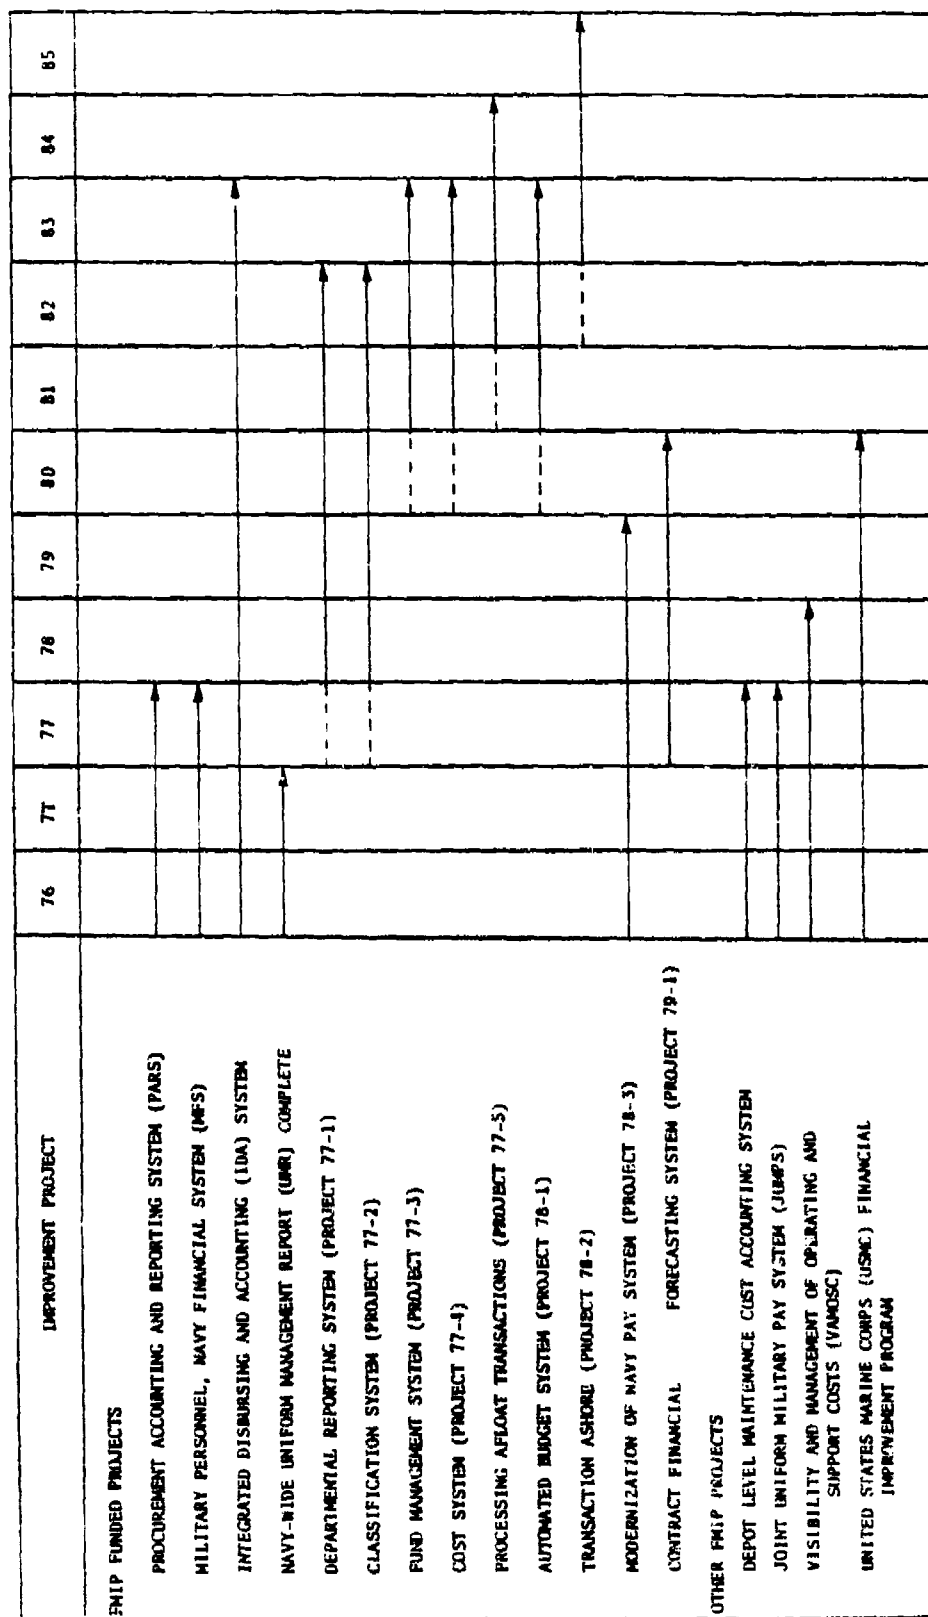 IMPROVEMENT PROJECT 76 7T 77 78 79 80 81 82 83 84 85
FMIP FUNDED PROJECTS
PROCUREMENT ACCOUNTING AND REPORTING SYSTEM (PARS)
MILITARY PERSONNEL, NAVY FINANCIAL SYSTEM (MFS)
INTEGRATED DISBURSING AND ACCOUNTING (IDA) SYSTEM
NAVY-WIDE UNIFORM MANAGEMENT REPORT (UMR) COMPLETE
DEPARTMENTAL REPORTING SYSTEM (PROJECT 77-1)
CLASSIFICATION SYSTEM (PROJECT 77-2)
FUND MANAGEMENT SYSTEM (PROJECT 77-3)
COST SYSTEM (PROJECT 77-4)
PROCESSING AFLOAT TRANSACTIONS (PROJECT 77-5)
AUTOMATED BUDGET SYSTEM (PROJECT 78-1)
TRANSACTION ASHORE (PROJECT 78-2)
MODERNIZATION OF NAVY PAY SYSTEM (PROJECT 78-3)
CONTRACT FINANCIAL FORECASTING SYSTEM (PROJECT 79-1)
OTHER FMIP PROJECTS
DEPOT LEVEL MAINTENANCE COST ACCOUNTING SYSTEM
JOINT UNIFORM MILITARY PAY SYSTEM (JUMPS)
VISIBILITY AND MANAGEMENT OF OPERATING AND
SUPPORT COSTS (VAMOSC)
UNITED STATES MARINE CORPS (USMC) FINANCIAL
IMPROVEMENT PROGRAM